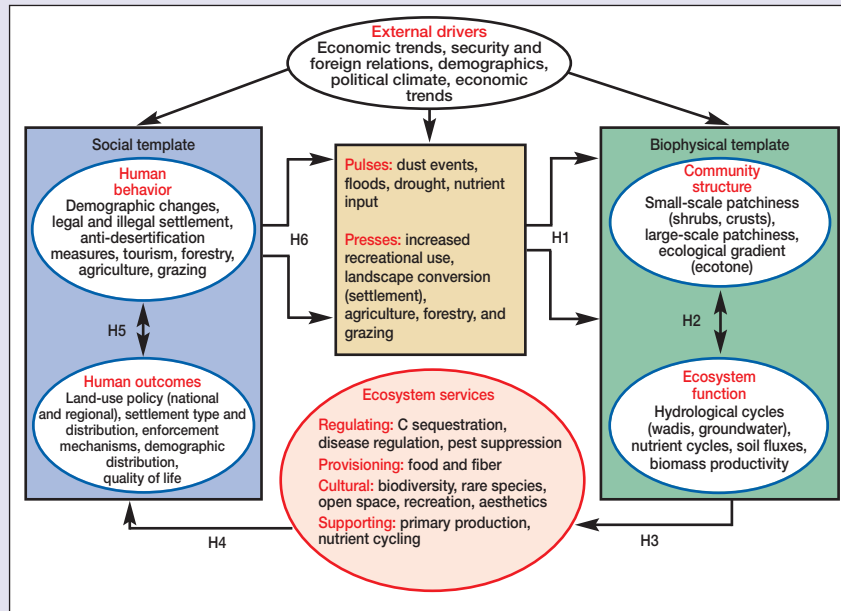 External drivers
Economic trends, security and
foreign relations, demographics,
political climate, economic
trends
Social template
Human
behavior
Demographic changes,
legal and illegal settlement,
anti-desertification
measures, tourism, forestry,
agriculture, grazing
H5
Human outcomes
Land-use policy (national
and regional), settlement type and
distribution, enforcement
mechanisms, demographic
distribution,
quality of life
H6
Pulses: dust events,
floods, drought, nutrient
input
Presses: increased
recreational use,
landscape conversion
(settlement),
agriculture, forestry, and
grazing
H1
Biophysical template
Community
structure
Small-scale patchiness
(shrubs, crusts),
large-scale patchiness,
ecological gradient
(ecotone)
H2
Ecosystem
function
Hydrological cycles
(wadis, groundwater),
nutrient cycles, soil fluxes,
biomass productivity
Ecosystem services
Regulating: C sequestration,
disease regulation, pest suppression
Provisioning: food and fiber
Cultural: biodiversity, rare species,
open space, recreation, aesthetics
Supporting: primary production,
nutrient cycling
H4
H3